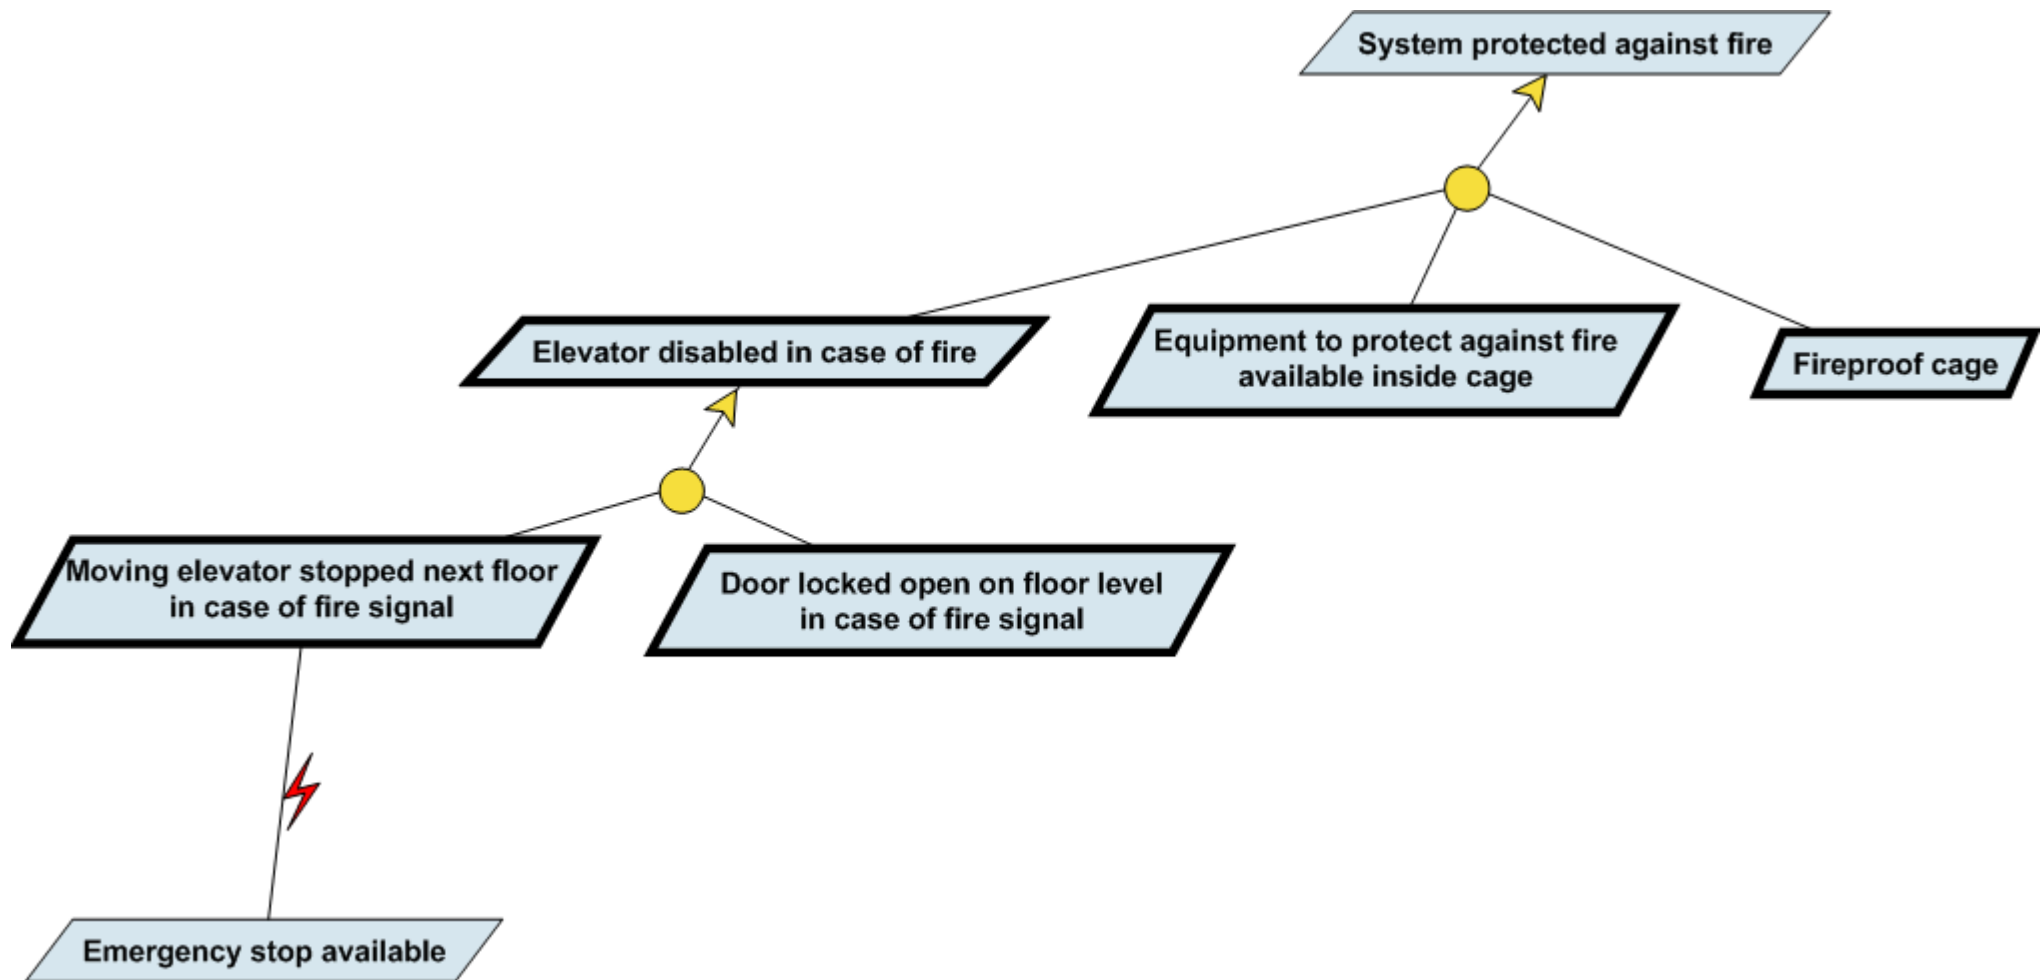 System protected against fire
Elevator disabled in case of fire
Equipment to protect against fire
available inside cage
Fireproof cage
Moving elevator stopped next floor
in case of fire signal
Door locked open on floor level
in case of fire signal
Emergency stop available